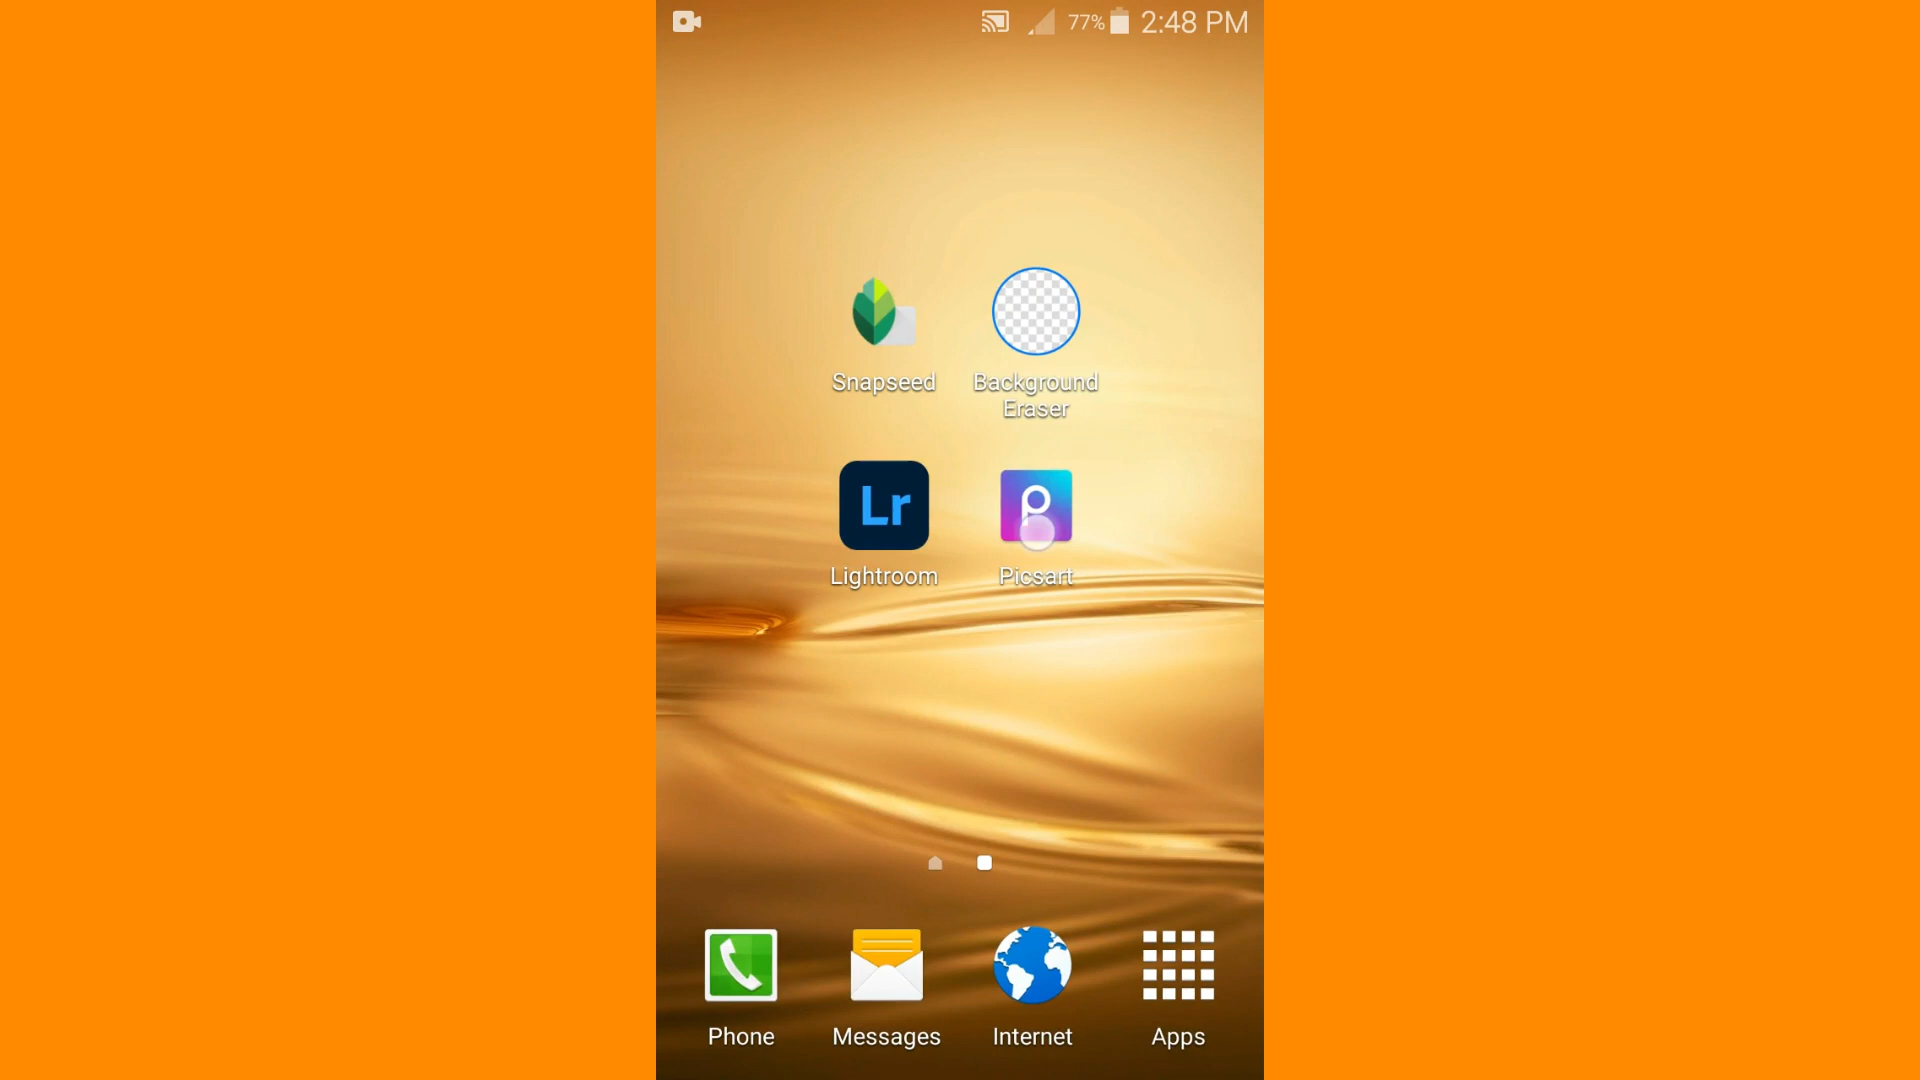 77% 2:48 PM
Snapseed
Background
Eraser
Lr
Lightroom
Picsart
Phone
Messages
Internet
Apps